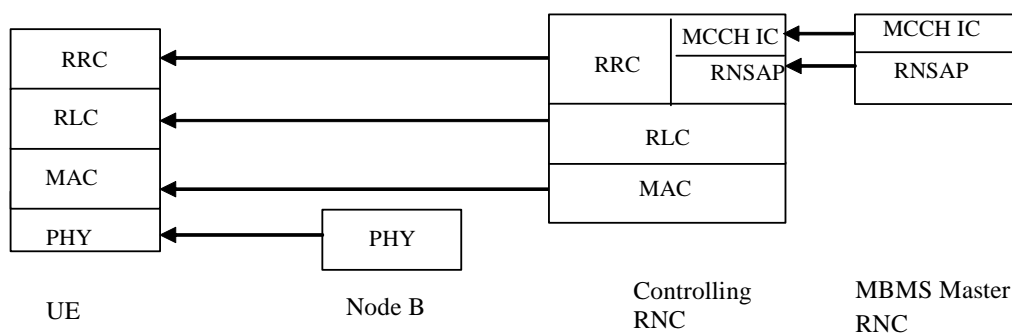 RRC
RLC
MAC
PHY
UE
PHY
Node B
RRC
MCCH IC
RNSAP
RLC
MAC
Controlling
RNC
MCCH IC
RNSAP
MBMS Master
RNC